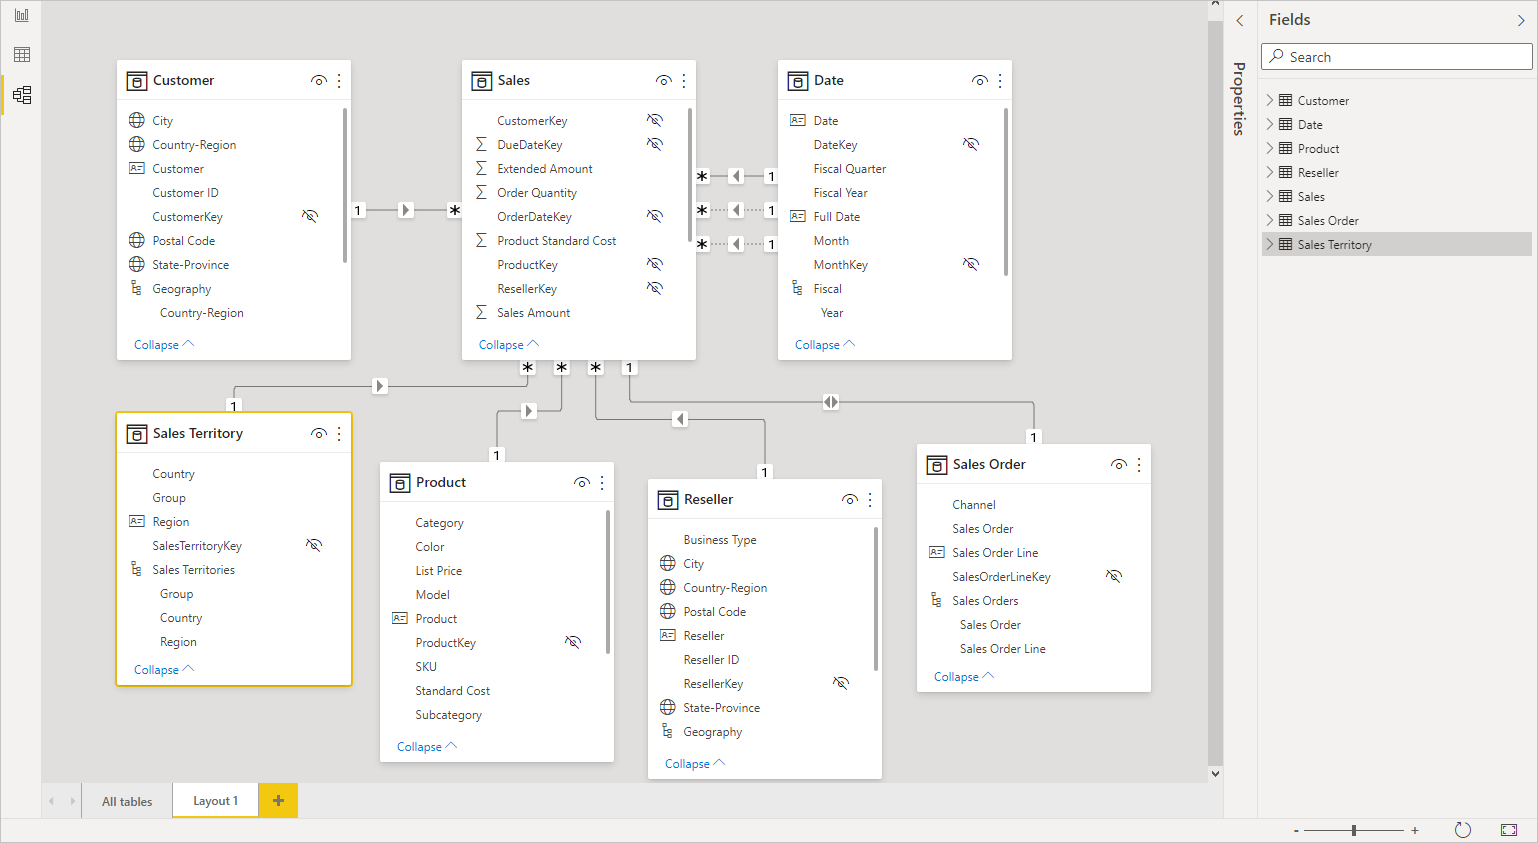 Customer
City
Country-Region
Customer
Customer ID
CustomerKey
Postal Code
State-Province
Geography
Country-Region
Collapse
Sales
CustomerKey
DueDateKey
Extended Amount
Order Quantity
OrderDateKey
Product Standard Cost
ProductKey
ResellerKey
Sales Amount
Collapse
Date
Date
DateKey
Fiscal Quarter
Fiscal Year
Full Date
Month
MonthKey
Fiscal
Year
Collapse
1
*
* 1
* 1
* 1
* * * 1
1
1
1
1
Sales Territory
Country
Group
Region
SalesTerritoryKey
Sales Territories
Group
Country
Region
Collapse
Product
Category
Color
List Price
Model
Product
ProductKey
SKU
Standard Cost
Subcategory
Collapse
Reseller
Business Type
City
Country-Region
Postal Code
Reseller
Reseller ID
ResellerKey
State-Province
Geography
Collapse
Sales Order
Channel
Sales Order
Sales Order Line
SalesOrderLineKey
Sales Orders
Sales Order
Sales Order Line
Collapse
Properties
Fields
Search
Customer
Date
Product
Reseller
Sales
Sales Order
Sales Territory
All tables
Layout 1
+
- +